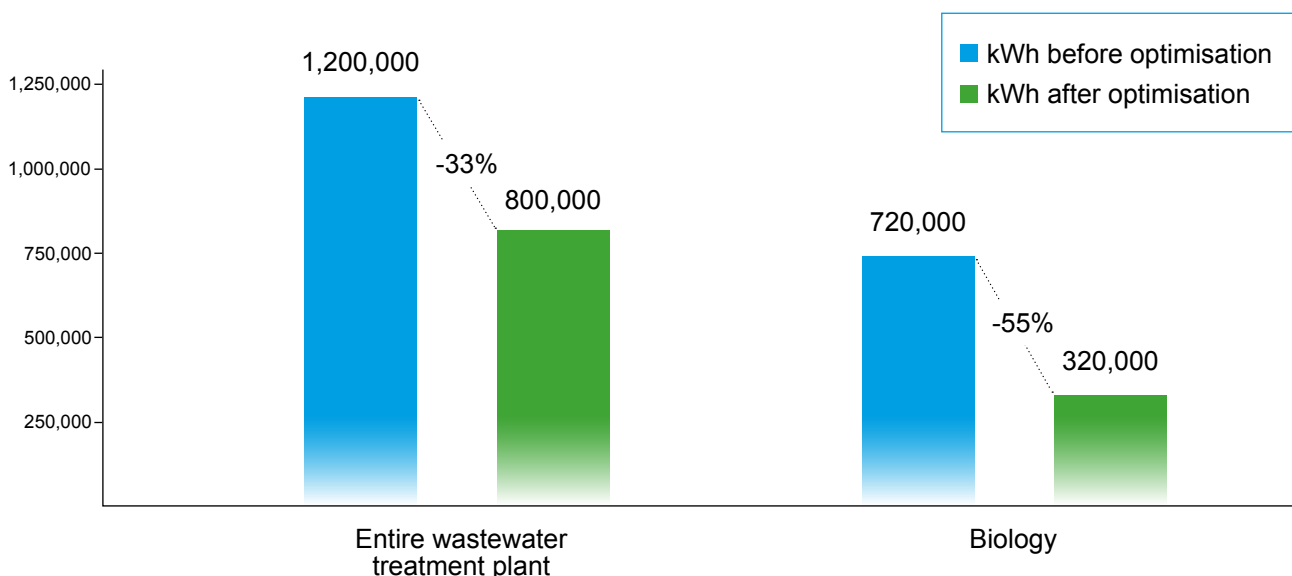 kWh before optimisation
kWh after optimisation
1,250,000
1,000,000
750,000
500,000
250,000
1,200,000
-33%
800,000
720,000
-55%
320,000
Entire wastewater
treatment plant
Biology